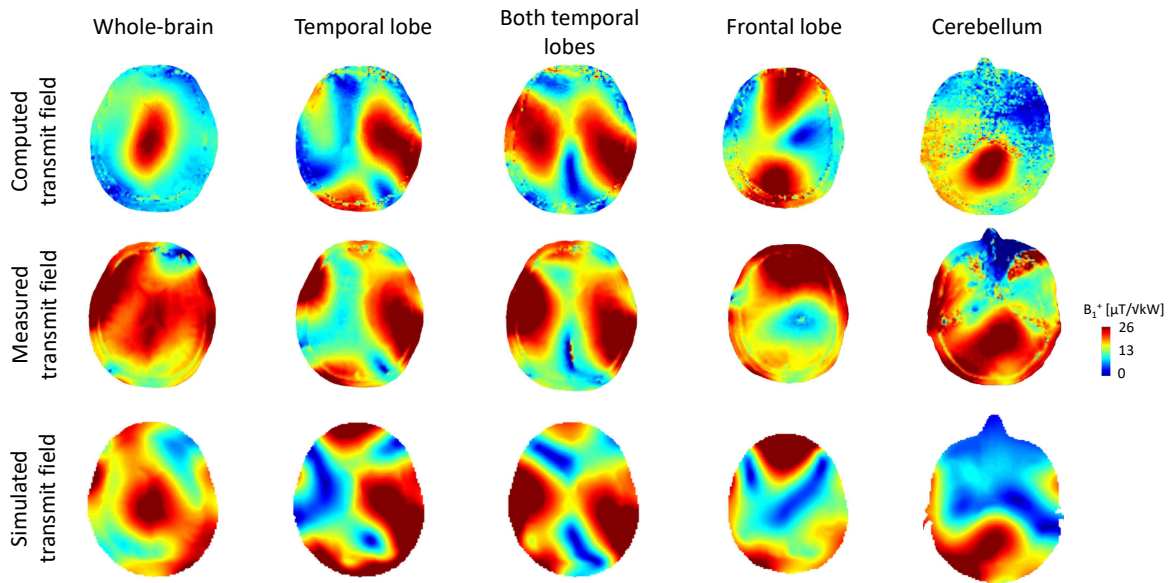 Whole-brain
Temporal lobe
Both temporal
lobes
Frontal lobe
Cerebellum
Computed
transmit field
Measured
transmit field
B₁⁺ [µT/√kW]
26
13
0
Simulated
transmit field